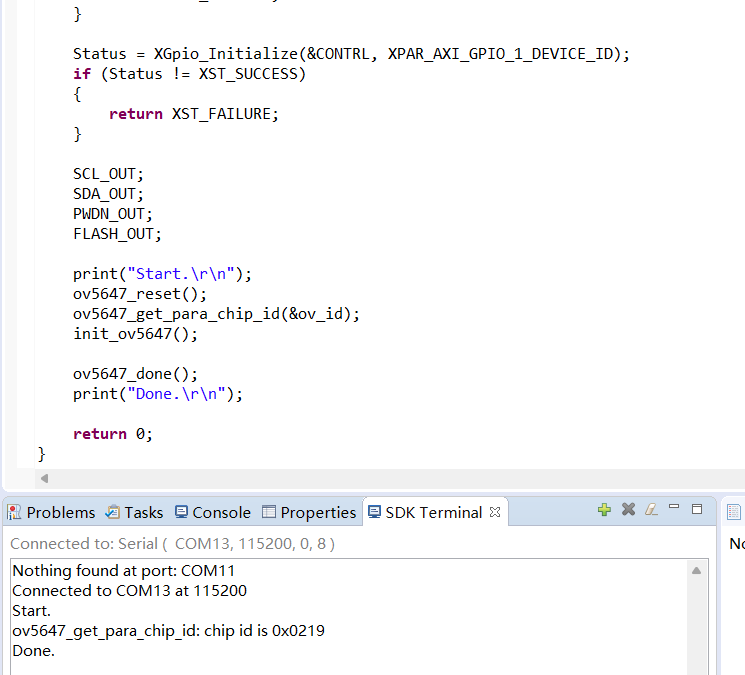 }
Status = XGpio_Initialize(&CONTRL, XPAR_AXI_GPIO_1_DEVICE_ID);
if (Status != XST_SUCCESS)
{
return XST_FAILURE;
}
SCL_OUT;
SDA_OUT;
PWDN_OUT;
FLASH_OUT;
print("Start.\r\n");
ov5647_reset();
ov5647_get_para_chip_id(&ov_id);
init_ov5647();
ov5647_done();
print("Done.\r\n");
return 0;
}
Problems Tasks Console Properties SDK Terminal
Connected to: Serial ( COM13, 115200, 0, 8 )
Nothing found at port: COM11
Connected to COM13 at 115200
Start.
ov5647_get_para_chip_id: chip id is 0x0219
Done.